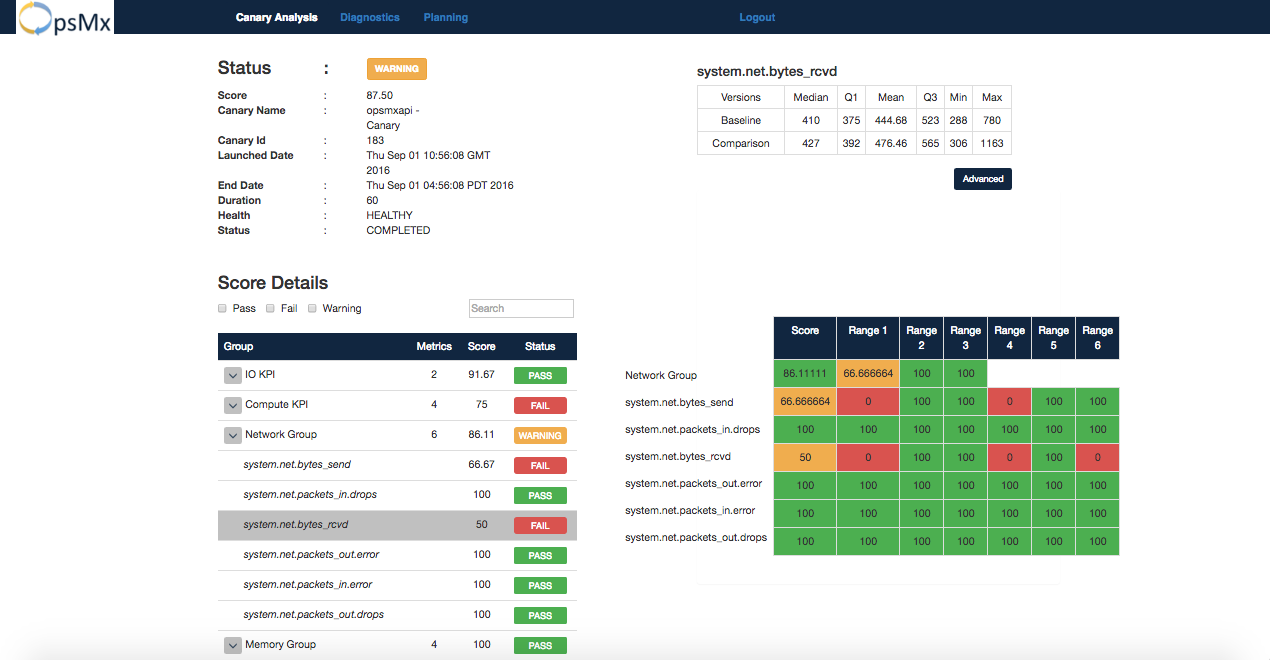 OpsMx
Canary Analysis Diagnostics Planning Logout
Status : WARNING
Score : 87.50
Canary Name : opsmxapi -
Canary
Canary Id : 183
Launched Date : Thu Sep 01 10:56:08 GMT
2016
End Date : Thu Sep 01 04:56:08 PDT 2016
Duration : 60
Health : HEALTHY
Status : COMPLETED
system.net.bytes_rcvd
Versions Median Q1 Mean Q3 Min Max
Baseline 410 375 444.68 523 288 780
Comparison 427 392 476.46 565 306 1163
Advanced
Score Details
Pass Fail Warning Search
Group Metrics Score Status
IO KPI 2 91.67 PASS
Compute KPI 4 75 FAIL
Network Group 6 86.11 WARNING
system.net.bytes_send 66.67 FAIL
system.net.packets_in.drops 100 PASS
system.net.bytes_rcvd 50 FAIL
system.net.packets_out.error 100 PASS
system.net.packets_in.error 100 PASS
system.net.packets_out.drops 100 PASS
Memory Group 4 100 PASS
Score Range 1 Range 2 Range 3 Range 4 Range 5 Range 6
Network Group 86.11111 66.666664 100 100
system.net.bytes_send 66.666664 0 100 100 0 100 100
system.net.packets_in.drops 100 100 100 100 100 100 100
system.net.bytes_rcvd 50 0 100 100 0 100 0
system.net.packets_out.error 100 100 100 100 100 100 100
system.net.packets_in.error 100 100 100 100 100 100 100
system.net.packets_out.drops 100 100 100 100 100 100 100